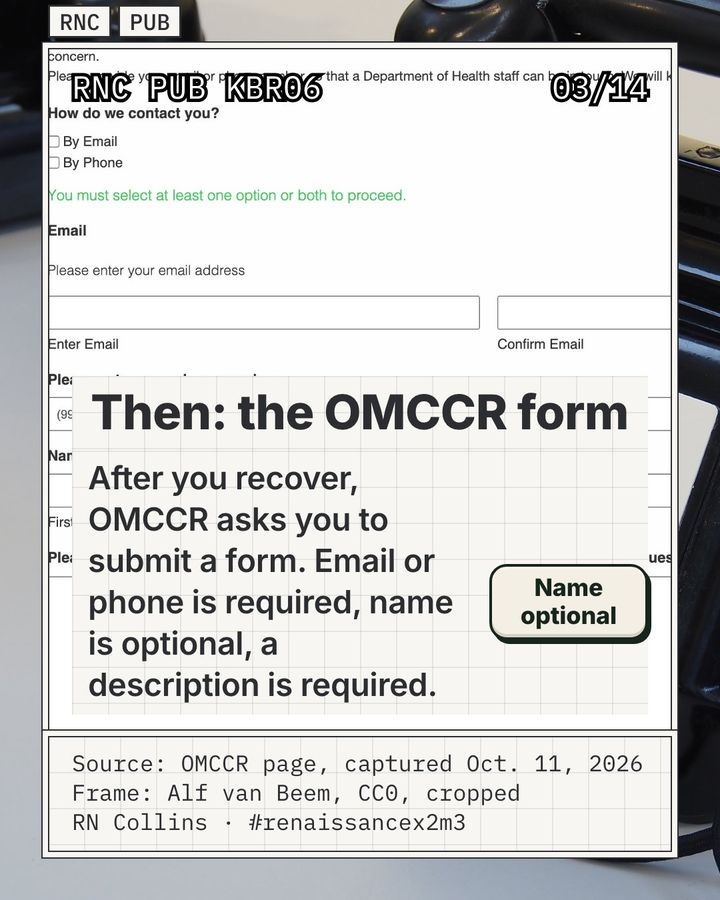 RNC PUB
concern.
RNC PUB KBR06 03/14
How do we contact you?
By Email
By Phone
You must select at least one option or both to proceed.
Email
Please enter your email address
Enter Email Confirm Email
Then: the OMCCR form
After you recover,
OMCCR asks you to
submit a form. Email or
phone is required, name
is optional, a
description is required.
Name
optional
Source: OMCCR page, captured Oct. 11, 2026
Frame: Alf van Beem, CC0, cropped
RN Collins · #renaissancex2m3